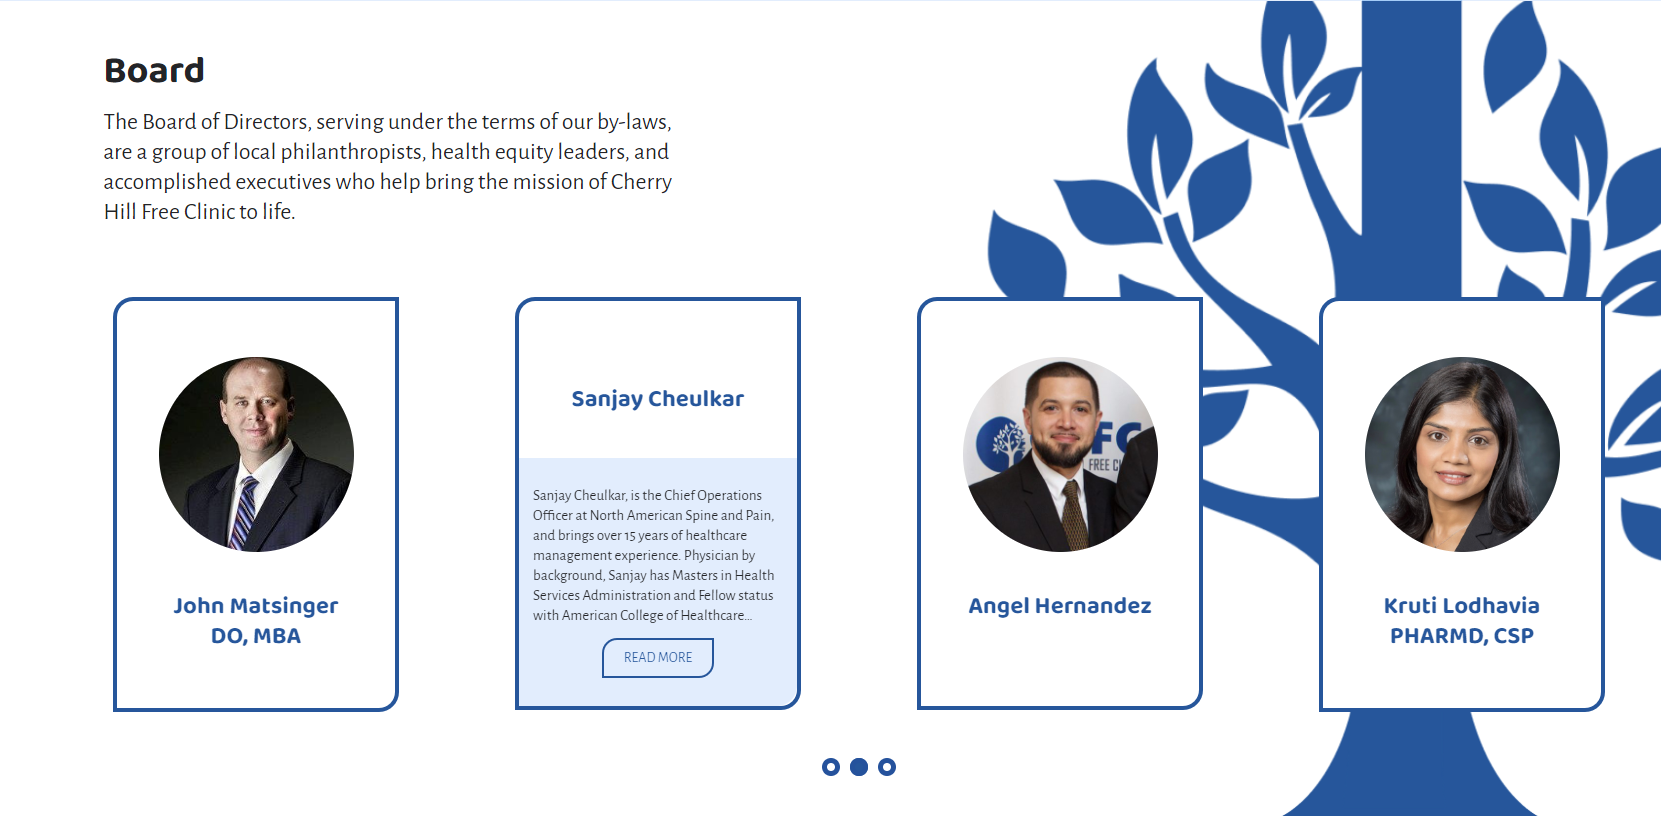 Board
The Board of Directors, serving under the terms of our by-laws,
are a group of local philanthropists, health equity leaders, and
accomplished executives who help bring the mission of Cherry
Hill Free Clinic to life.
John Matsinger
DO, MBA
Sanjay Cheulkar
Sanjay Cheulkar, is the Chief Operations
Officer at North American Spine and Pain,
and brings over 15 years of healthcare
management experience. Physician by
background, Sanjay has Masters in Health
Services Administration and Fellow status
with American College of Healthcare...
READ MORE
FC
FREE CL
Angel Hernandez
Kruti Lodhavia
PHARMD, CSP